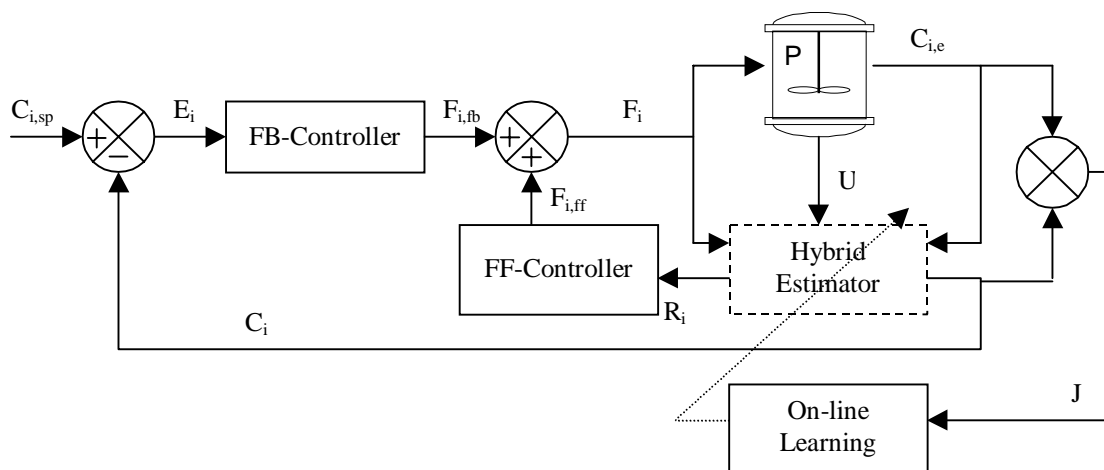 P
C_{i,e}
C_{i,sp}
+
−
E_i
FB-Controller
F_{i,fb}
+
+
F_i
U
F_{i,ff}
FF-Controller
Hybrid
Estimator
R_i
C_i
On-line
Learning
J